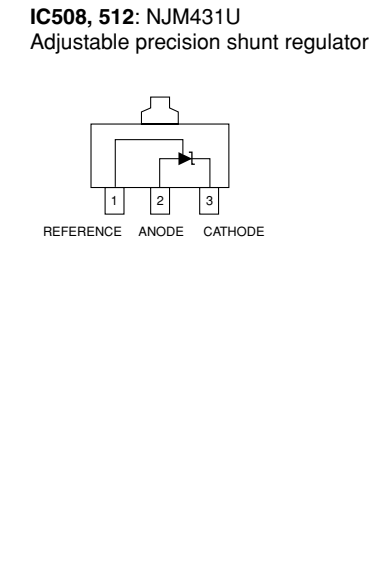 IC508, 512: NJM431U
Adjustable precision shunt regulator
1 2 3
REFERENCE ANODE CATHODE